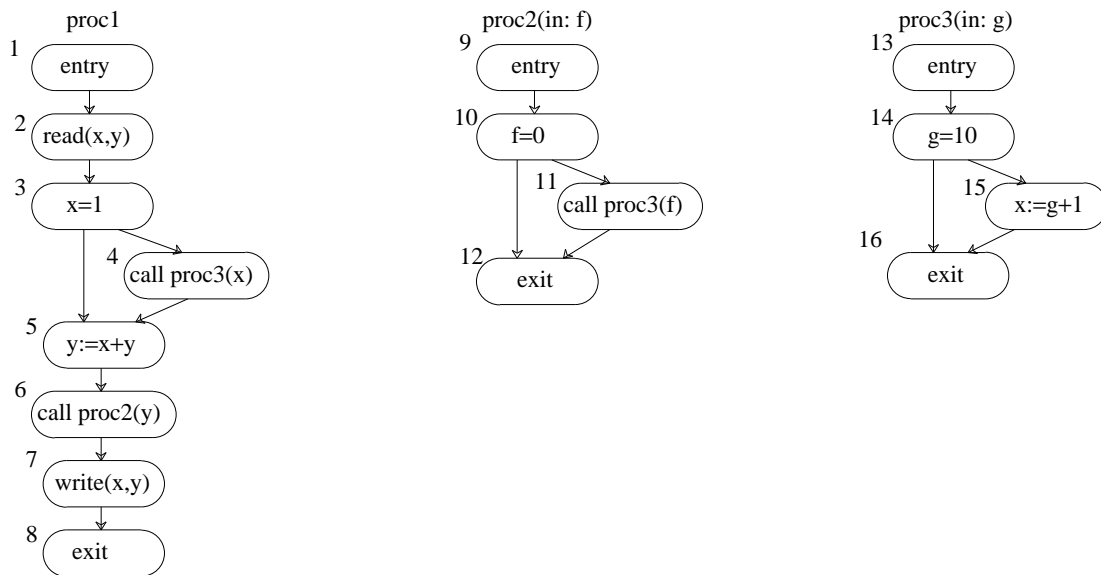 proc1
1
entry
2
read(x,y)
3
x=1
4
call proc3(x)
5
y:=x+y
6
call proc2(y)
7
write(x,y)
8
exit
proc2(in: f)
9
entry
10
f=0
11
call proc3(f)
12
exit
proc3(in: g)
13
entry
14
g=10
15
x:=g+1
16
exit